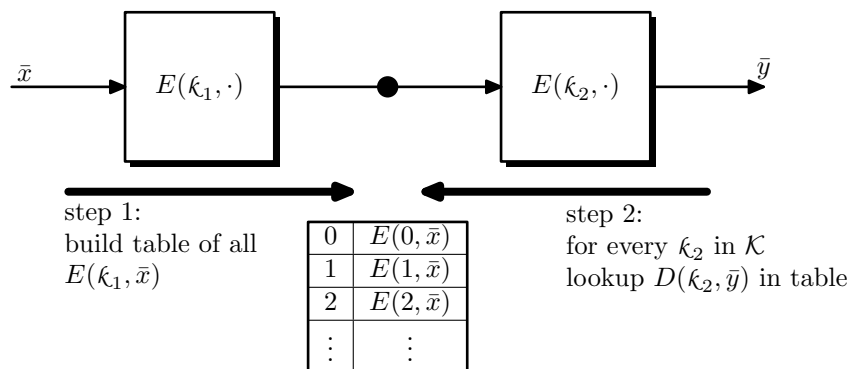 x̄
E(k₁, ·)
E(k₂, ·)
ȳ
step 1:
build table of all
E(k₁, x̄)
0 E(0, x̄)
1 E(1, x̄)
2 E(2, x̄)
⋮ ⋮
step 2:
for every k₂ in 𝒦
lookup D(k₂, ȳ) in table